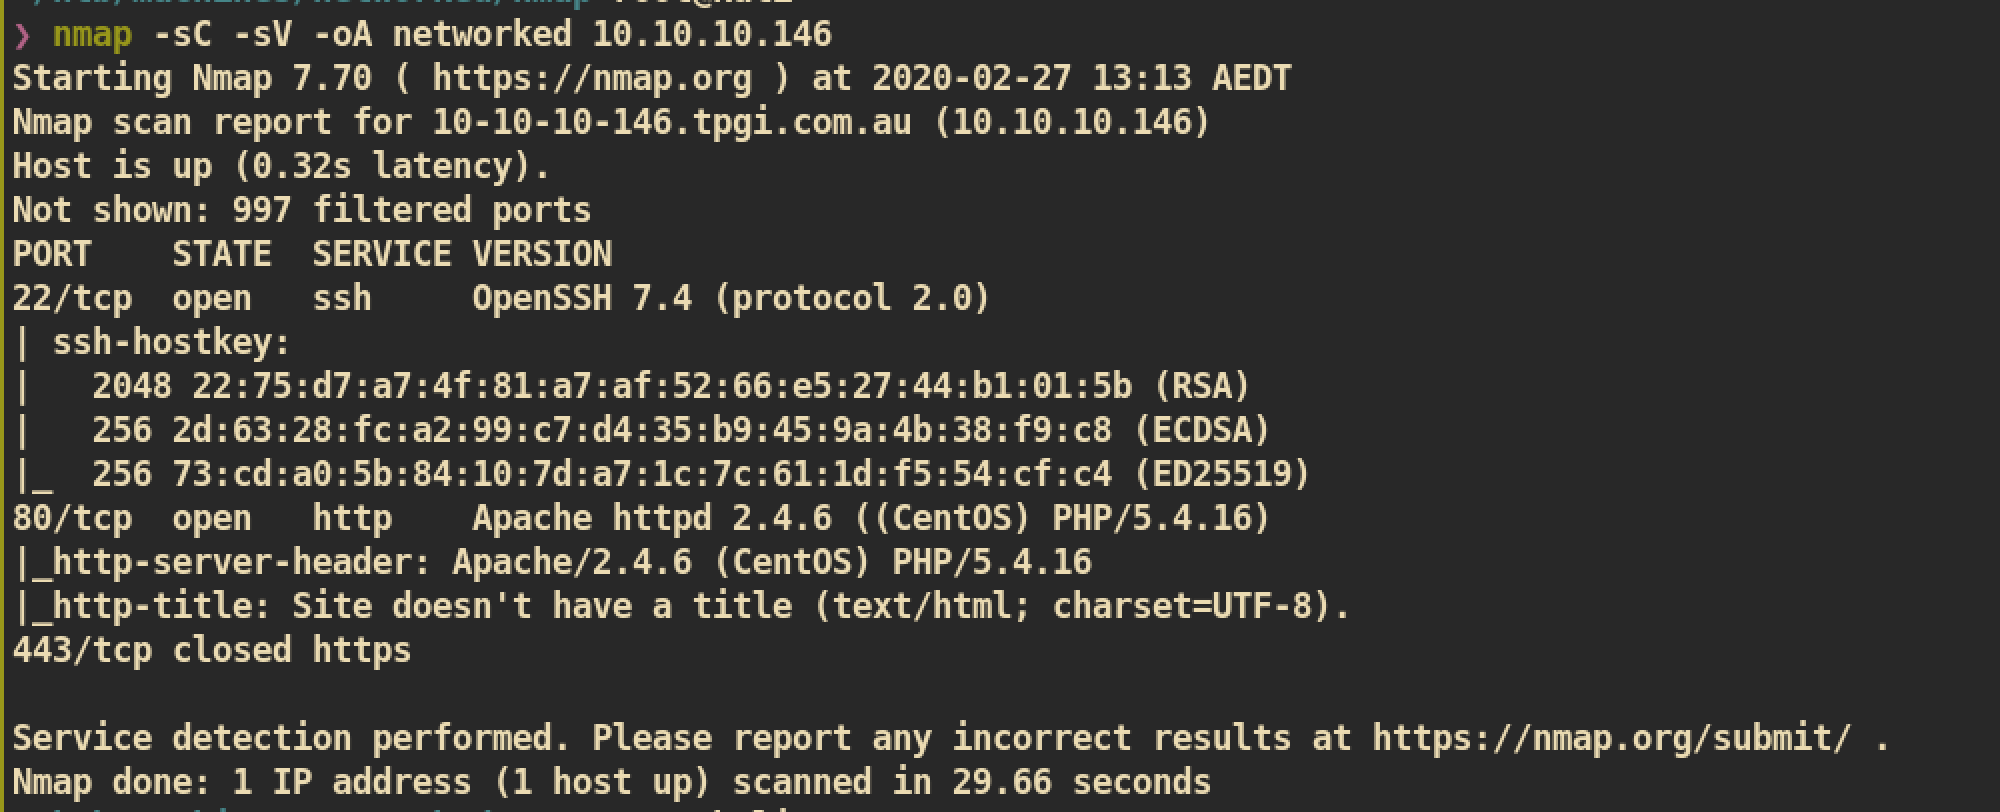 ❯ nmap -sC -sV -oA networked 10.10.10.146
Starting Nmap 7.70 ( https://nmap.org ) at 2020-02-27 13:13 AEDT
Nmap scan report for 10-10-10-146.tpgi.com.au (10.10.10.146)
Host is up (0.32s latency).
Not shown: 997 filtered ports
PORT    STATE  SERVICE VERSION
22/tcp  open   ssh     OpenSSH 7.4 (protocol 2.0)
| ssh-hostkey:
|   2048 22:75:d7:a7:4f:81:a7:af:52:66:e5:27:44:b1:01:5b (RSA)
|   256 2d:63:28:fc:a2:99:c7:d4:35:b9:45:9a:4b:38:f9:c8 (ECDSA)
|_  256 73:cd:a0:5b:84:10:7d:a7:1c:7c:61:1d:f5:54:cf:c4 (ED25519)
80/tcp  open   http    Apache httpd 2.4.6 ((CentOS) PHP/5.4.16)
|_http-server-header: Apache/2.4.6 (CentOS) PHP/5.4.16
|_http-title: Site doesn't have a title (text/html; charset=UTF-8).
443/tcp closed https
Service detection performed. Please report any incorrect results at https://nmap.org/submit/ .
Nmap done: 1 IP address (1 host up) scanned in 29.66 seconds